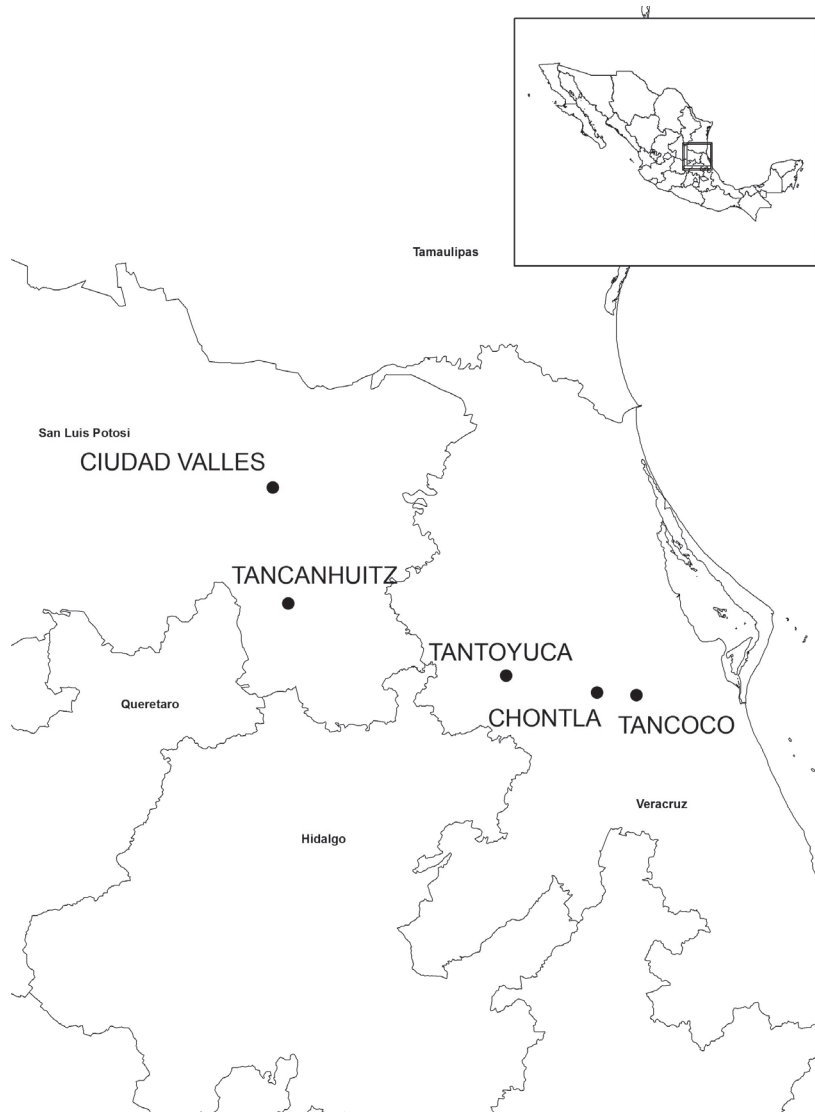 Tamaulipas
San Luis Potosi
CIUDAD VALLES
TANCANHUITZ
TANTOYUCA
Queretaro
CHONTLA
TANCOCO
Veracruz
Hidalgo